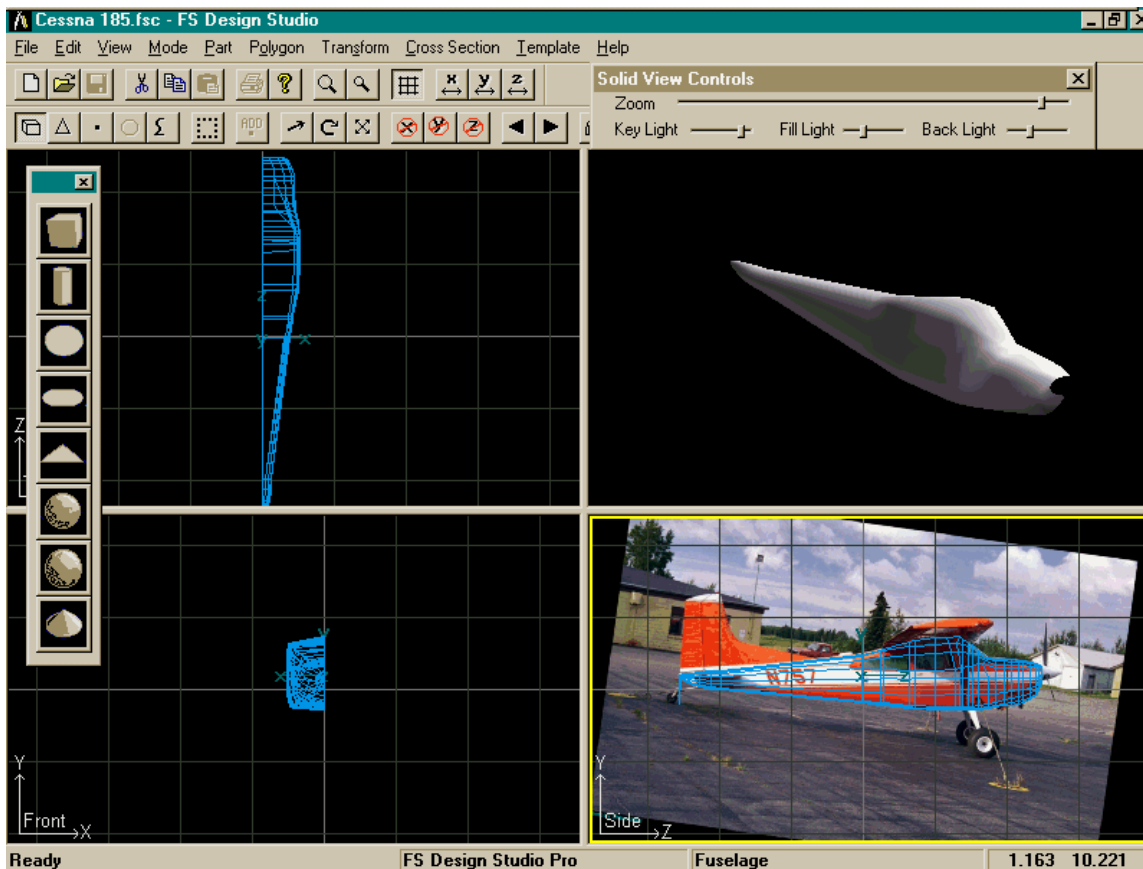 Cessna 185.fsc - FS Design Studio
File Edit View Mode Part Polygon Transform Cross Section Template Help
x y z
ADD
x y z
Solid View Controls
Zoom
Key Light Fill Light Back Light
Z
Z
Y X
Y
X
Y
Front
X
Y
N757
X Z
Y
Side
Z
Ready FS Design Studio Pro Fuselage 1.163 10.221